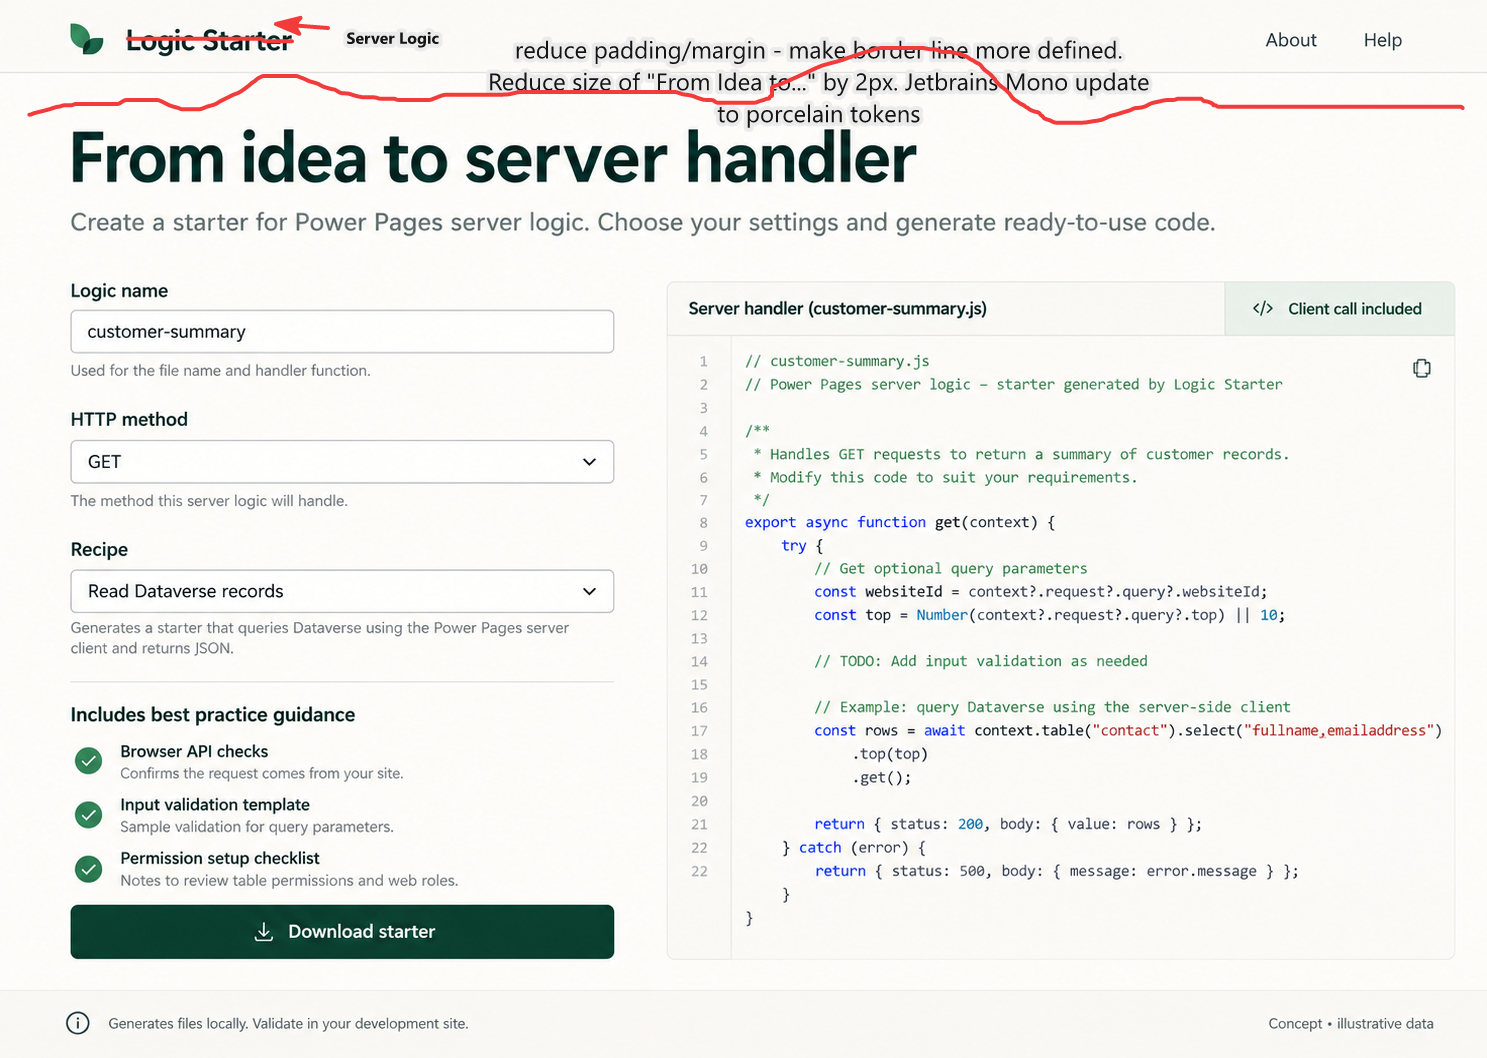 Logic Starter
Server Logic
About
Help
reduce padding/margin - make border line more defined.
Reduce size of "From Idea to..." by 2px. Jetbrains Mono update
to porcelain tokens
From idea to server handler
Create a starter for Power Pages server logic. Choose your settings and generate ready-to-use code.
Logic name
customer-summary
Used for the file name and handler function.
HTTP method
GET
The method this server logic will handle.
Recipe
Read Dataverse records
Generates a starter that queries Dataverse using the Power Pages server
client and returns JSON.
Includes best practice guidance
Browser API checks
Confirms the request comes from your site.
Input validation template
Sample validation for query parameters.
Permission setup checklist
Notes to review table permissions and web roles.
Download starter
Server handler (customer-summary.js)
</> Client call included
1 // customer-summary.js
2 // Power Pages server logic – starter generated by Logic Starter
3
4 /**
5 * Handles GET requests to return a summary of customer records.
6 * Modify this code to suit your requirements.
7 */
8 export async function get(context) {
9 try {
10 // Get optional query parameters
11 const websiteId = context?.request?.query?.websiteId;
12 const top = Number(context?.request?.query?.top) || 10;
13
14 // TODO: Add input validation as needed
15
16 // Example: query Dataverse using the server-side client
17 const rows = await context.table("contact").select("fullname,emailaddress")
18 .top(top)
19 .get();
20
21 return { status: 200, body: { value: rows } };
22 } catch (error) {
22 return { status: 500, body: { message: error.message } };
}
}
Generates files locally. Validate in your development site.
Concept • illustrative data